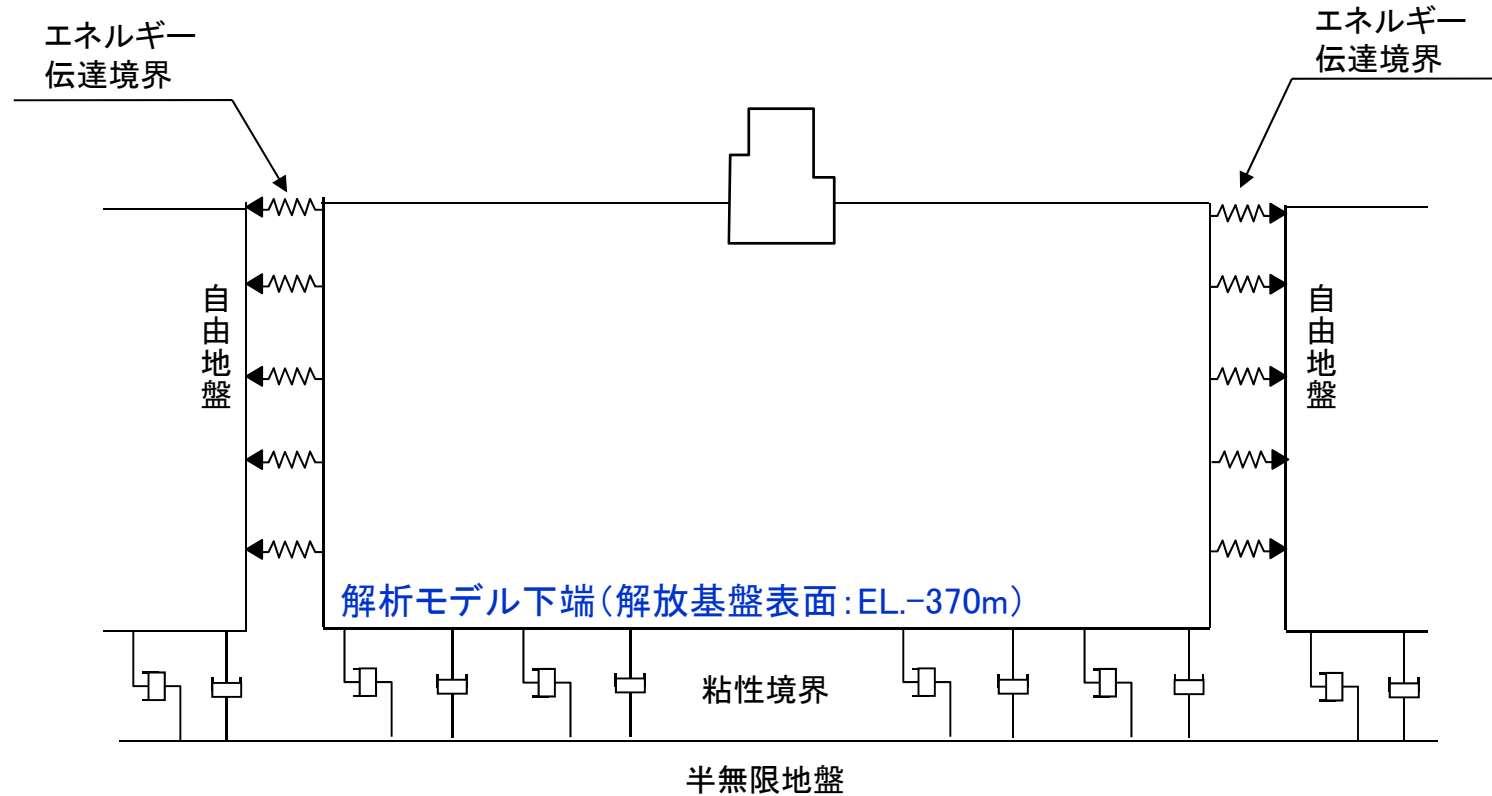 エネルギー
伝達境界
エネルギー
伝達境界
自由地盤
自由地盤
解析モデル下端(解放基盤表面:EL.-370m)
粘性境界
半無限地盤